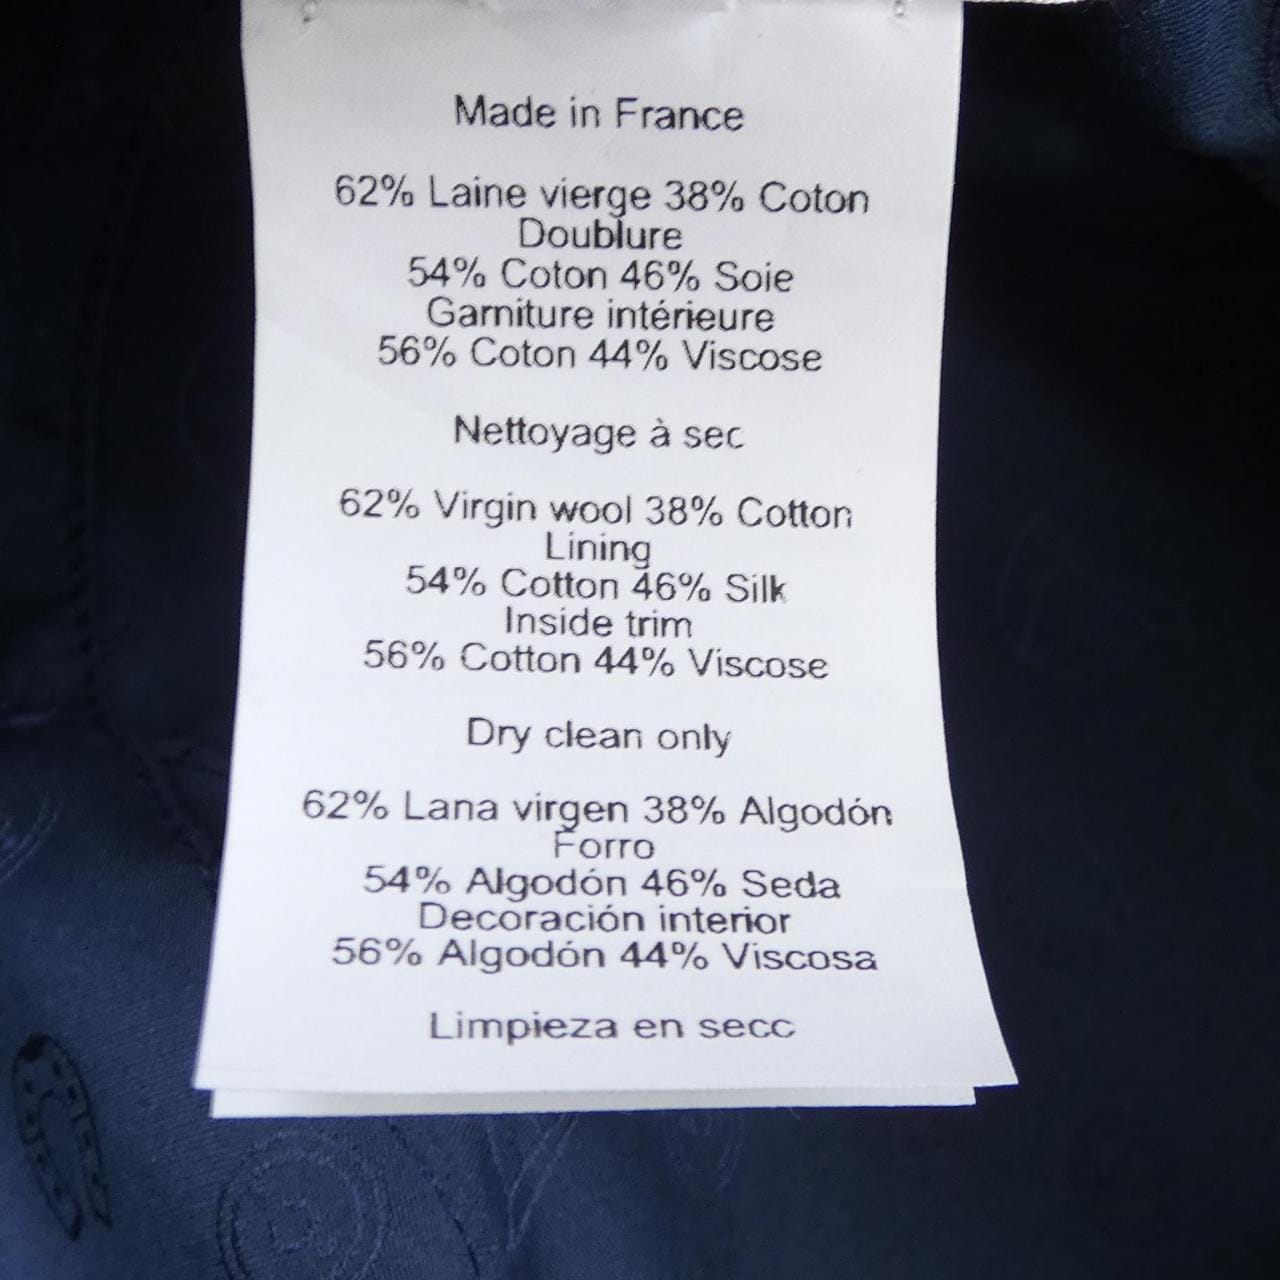 Made in France
62% Laine vierge 38% Coton
Doublure
54% Coton 46% Soie
Garniture intérieure
56% Coton 44% Viscose
Nettoyage à sec
62% Virgin wool 38% Cotton
Lining
54% Cotton 46% Silk
Inside trim
56% Cotton 44% Viscose
Dry clean only
62% Lana virgen 38% Algodón
Forro
54% Algodón 46% Seda
Decoración interior
56% Algodón 44% Viscosa
Limpieza en seco